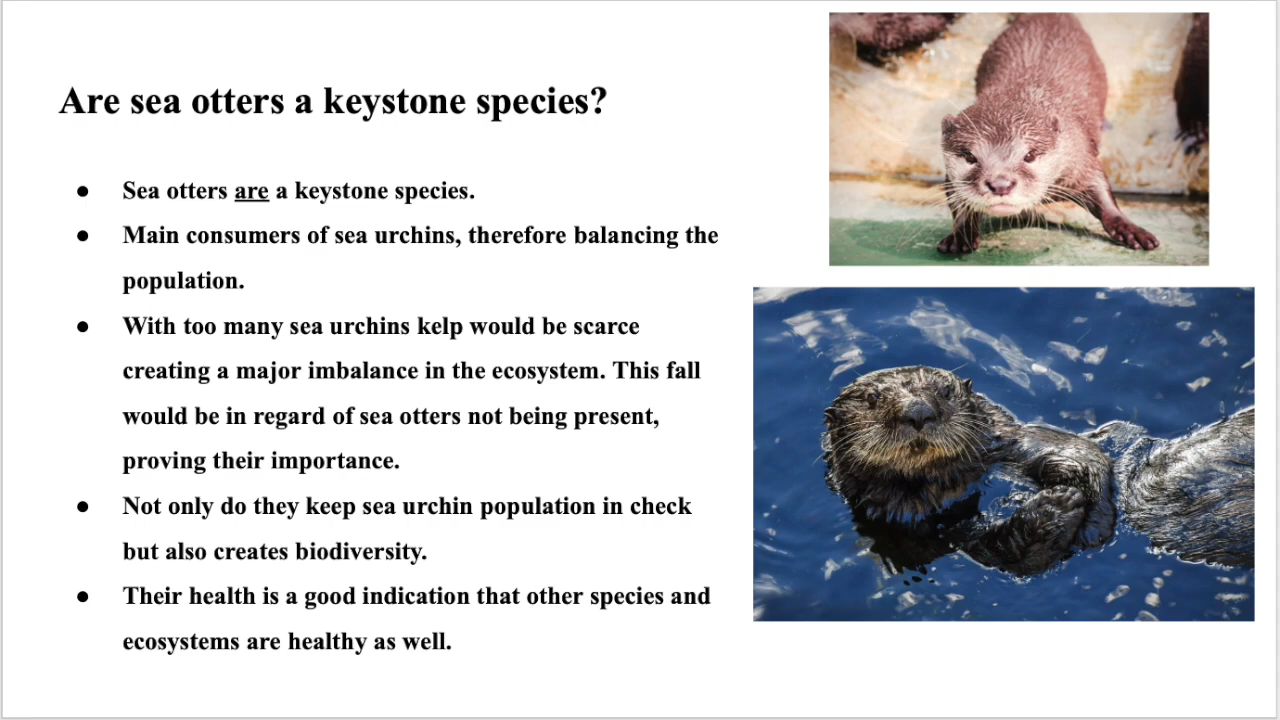 Are sea otters a keystone species?
● Sea otters are a keystone species.
● Main consumers of sea urchins, therefore balancing the
population.
● With too many sea urchins kelp would be scarce
creating a major imbalance in the ecosystem. This fall
would be in regard of sea otters not being present,
proving their importance.
● Not only do they keep sea urchin population in check
but also creates biodiversity.
● Their health is a good indication that other species and
ecosystems are healthy as well.